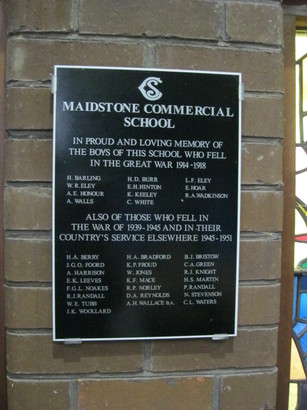 CS
MAIDSTONE COMMERCIAL
SCHOOL
IN PROUD AND LOVING MEMORY OF
THE BOYS OF THIS SCHOOL WHO FELL
IN THE GREAT WAR 1914-1918
H. BARLING H.D. BURR L.F. ELEY
W.R. ELEY E.H. HINTON E. HOAR
A.E. HONOUR K. KEELEY R.A. WADKINSON
A. WALLS C. WHITE
ALSO OF THOSE WHO FELL IN
THE WAR OF 1939-1945 AND IN THEIR
COUNTRY'S SERVICE ELSEWHERE 1945-1951
H.A. BERRY H.A. BRADFORD B.J. BRISTOW
J.G.O. FOORD K.P. FROUD C.A. GREEN
A. HARRISON W. JONES R.J. KNIGHT
E.K. LEEVES K.F. MACE H.S. MARTIN
F.G.L. NOAKES R.P. NORLEY P. RANDALL
R.J. RANDALL D.A. REYNOLDS N. STEVENSON
W.E. TUBB A.H. WALLACE B.A. C.L. WATERS
J.K. WOOLLARD